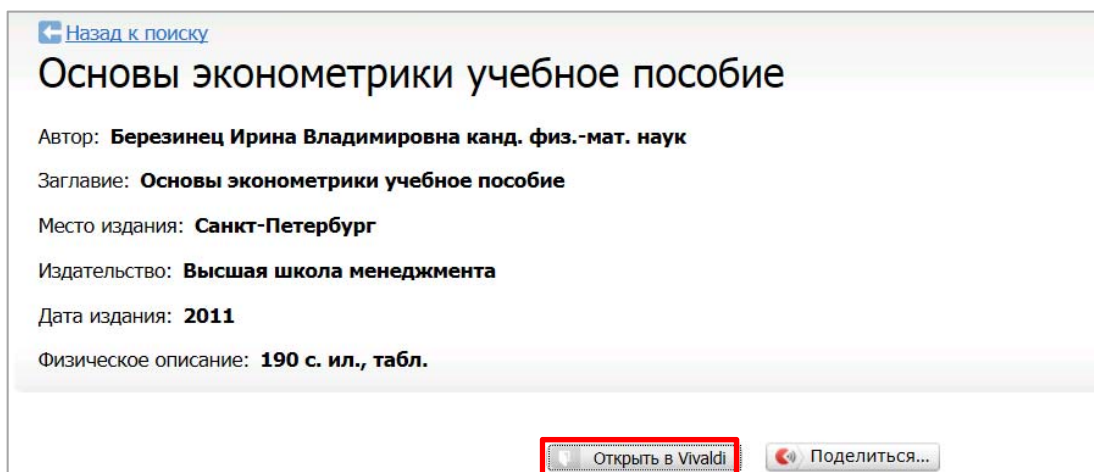 Назад к поиску
Основы эконометрики учебное пособие
Автор: Березинец Ирина Владимировна канд. физ.-мат. наук
Заглавие: Основы эконометрики учебное пособие
Место издания: Санкт-Петербург
Издательство: Высшая школа менеджмента
Дата издания: 2011
Физическое описание: 190 с. ил., табл.
Открыть в Vivaldi Поделиться...